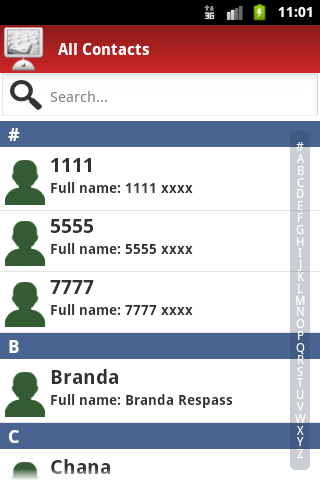 3G 11:01
All Contacts
Search...
#
1111
Full name: 1111 xxxx
5555
Full name: 5555 xxxx
7777
Full name: 7777 xxxx
B
Branda
Full name: Branda Respass
C
Chana
#
A
B
C
D
E
F
G
H
I
J
K
L
M
N
O
P
Q
R
S
T
U
V
W
X
Y
Z